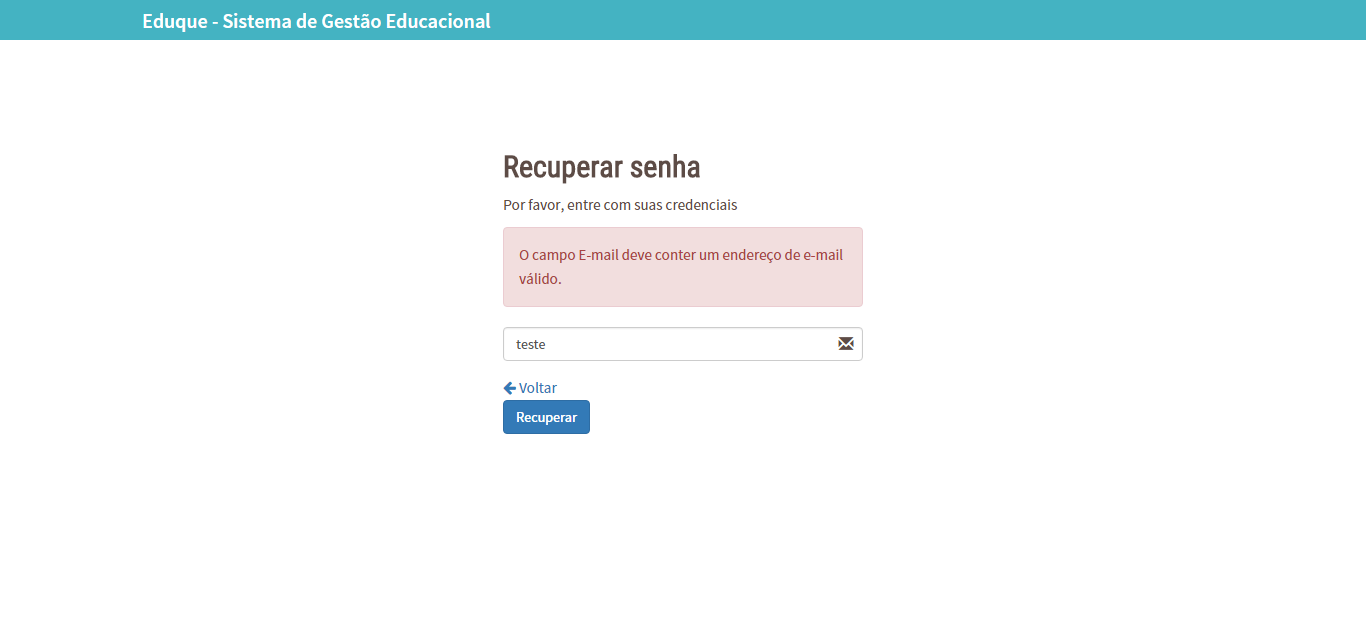 Eduque - Sistema de Gestão Educacional
Recuperar senha
Por favor, entre com suas credenciais
O campo E-mail deve conter um endereço de e-mail
válido.
teste
Voltar
Recuperar